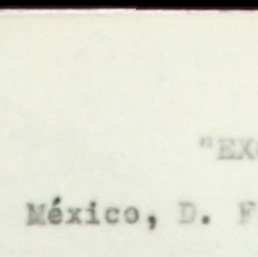 "EX
México, D. F